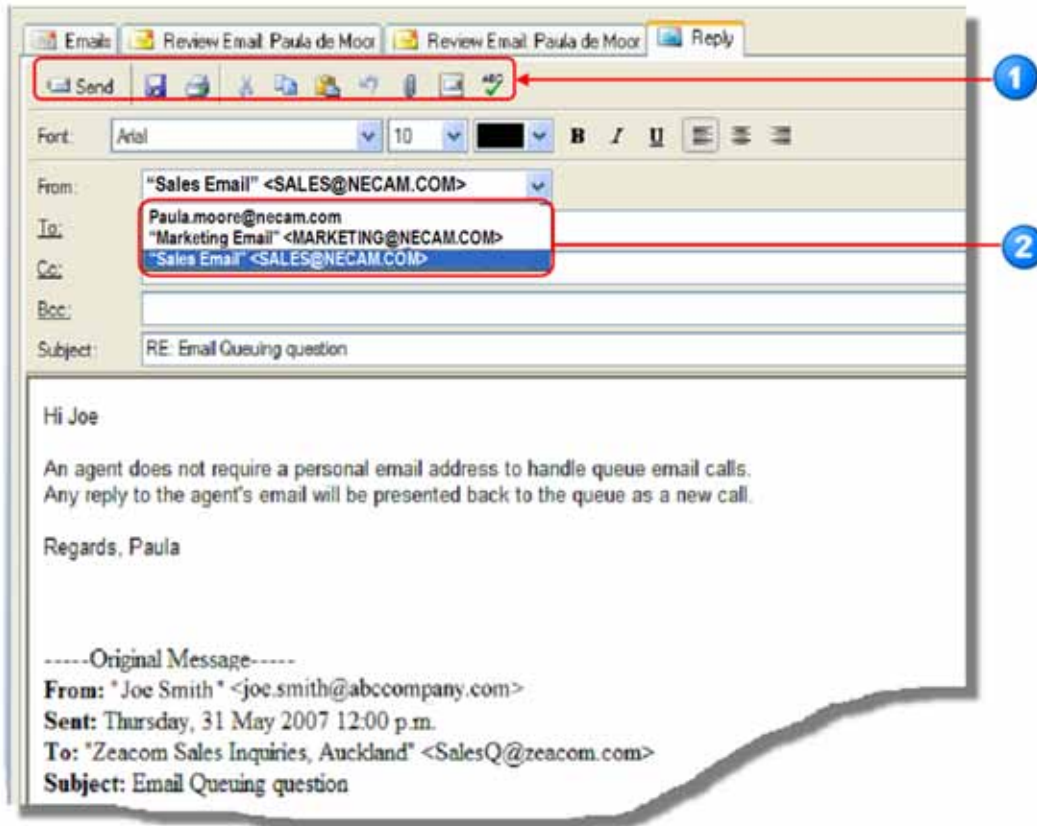 Emails Review Email: Paula de Moor Review Email: Paula de Moor Reply
Send ABC 1
Font: Arial 10 B I U
From: "Sales Email" <SALES@NECAM.COM>
Paula.moore@necam.com
To: "Marketing Email" <MARKETING@NECAM.COM>
"Sales Email" <SALES@NECAM.COM> 2
Cc:
Bcc:
Subject: RE: Email Queuing question
Hi Joe
An agent does not require a personal email address to handle queue email calls.
Any reply to the agent's email will be presented back to the queue as a new call.
Regards, Paula
-----Original Message-----
From: "Joe Smith" <joe.smith@abccompany.com>
Sent: Thursday, 31 May 2007 12:00 p.m.
To: "Zeacom Sales Inquiries, Auckland" <SalesQ@zeacom.com>
Subject: Email Queuing question